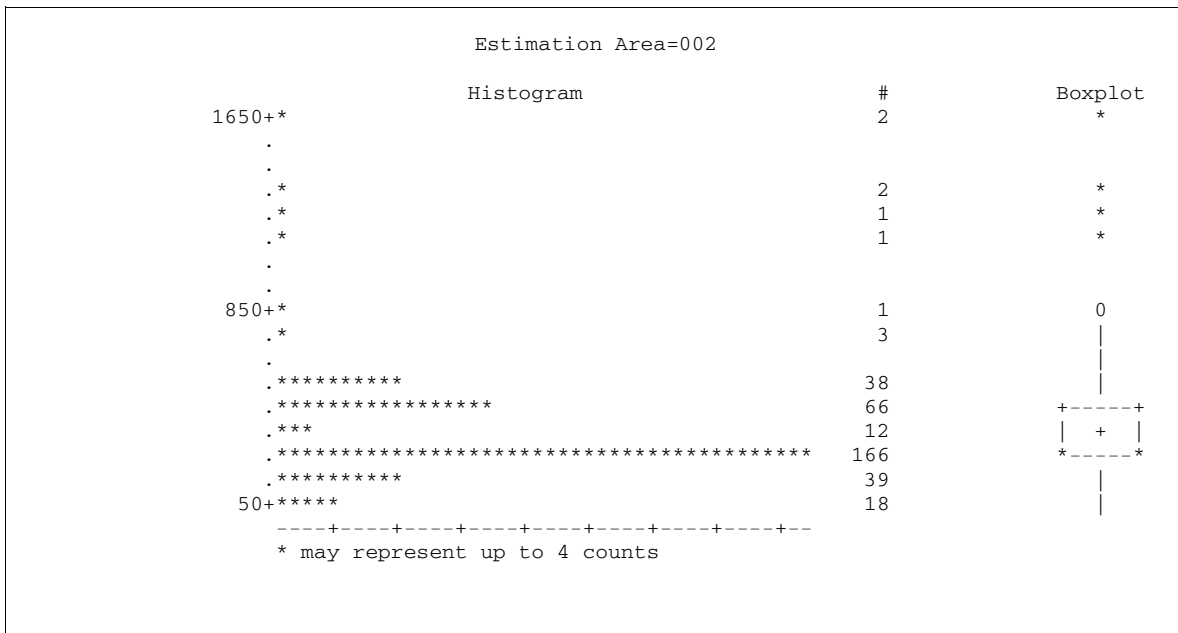 Estimation Area=002
Histogram # Boxplot
1650+* 2 *
.
.
.* 2 *
.* 1 *
.* 1 *
.
.
850+* 1 0
.* 3 |
. |
.********** 38 |
.***************** 66 +-----+
.*** 12 | + |
.****************************************** 166 *-----*
.********** 39 |
50+***** 18 |
----+----+----+----+----+----+----+----+--
* may represent up to 4 counts